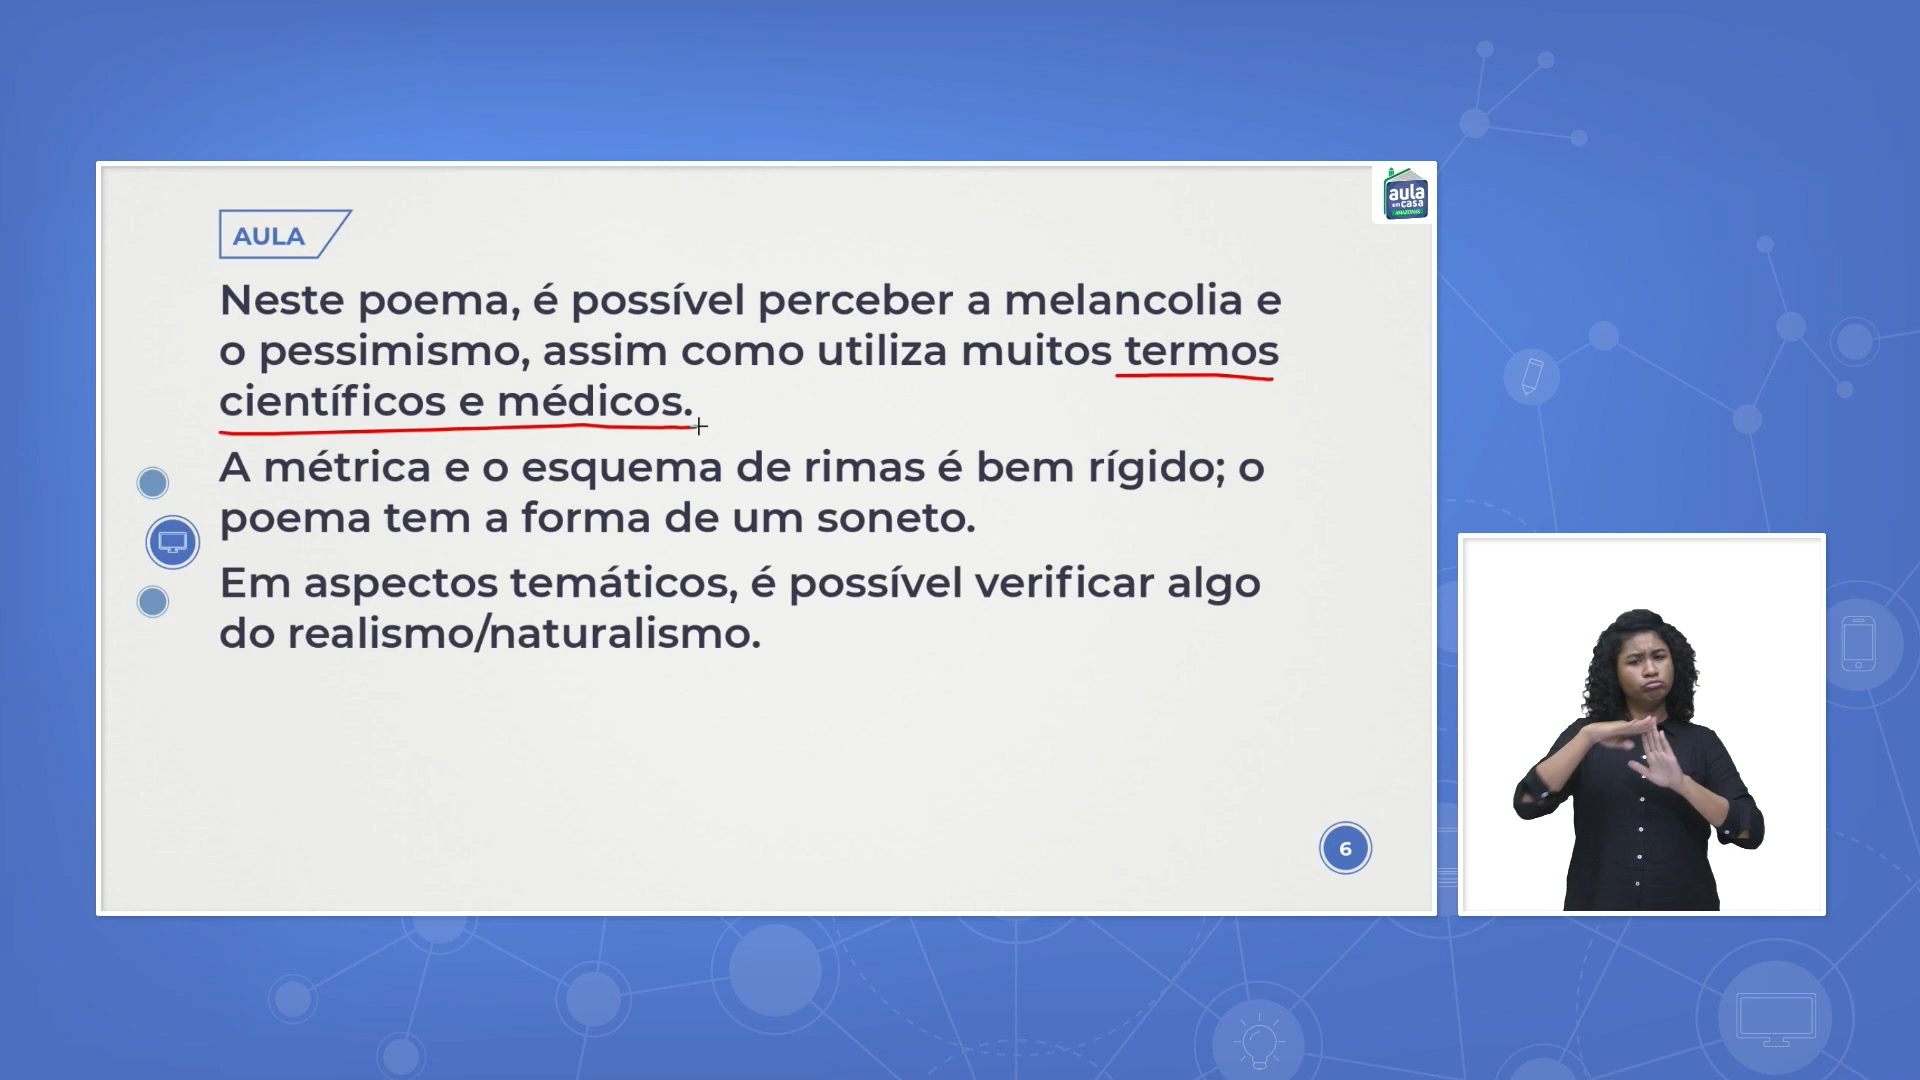 aula
em casa
AMAZONAS
AULA
Neste poema, é possível perceber a melancolia e
o pessimismo, assim como utiliza muitos termos
científicos e médicos.
A métrica e o esquema de rimas é bem rígido; o
poema tem a forma de um soneto.
Em aspectos temáticos, é possível verificar algo
do realismo/naturalismo.
6